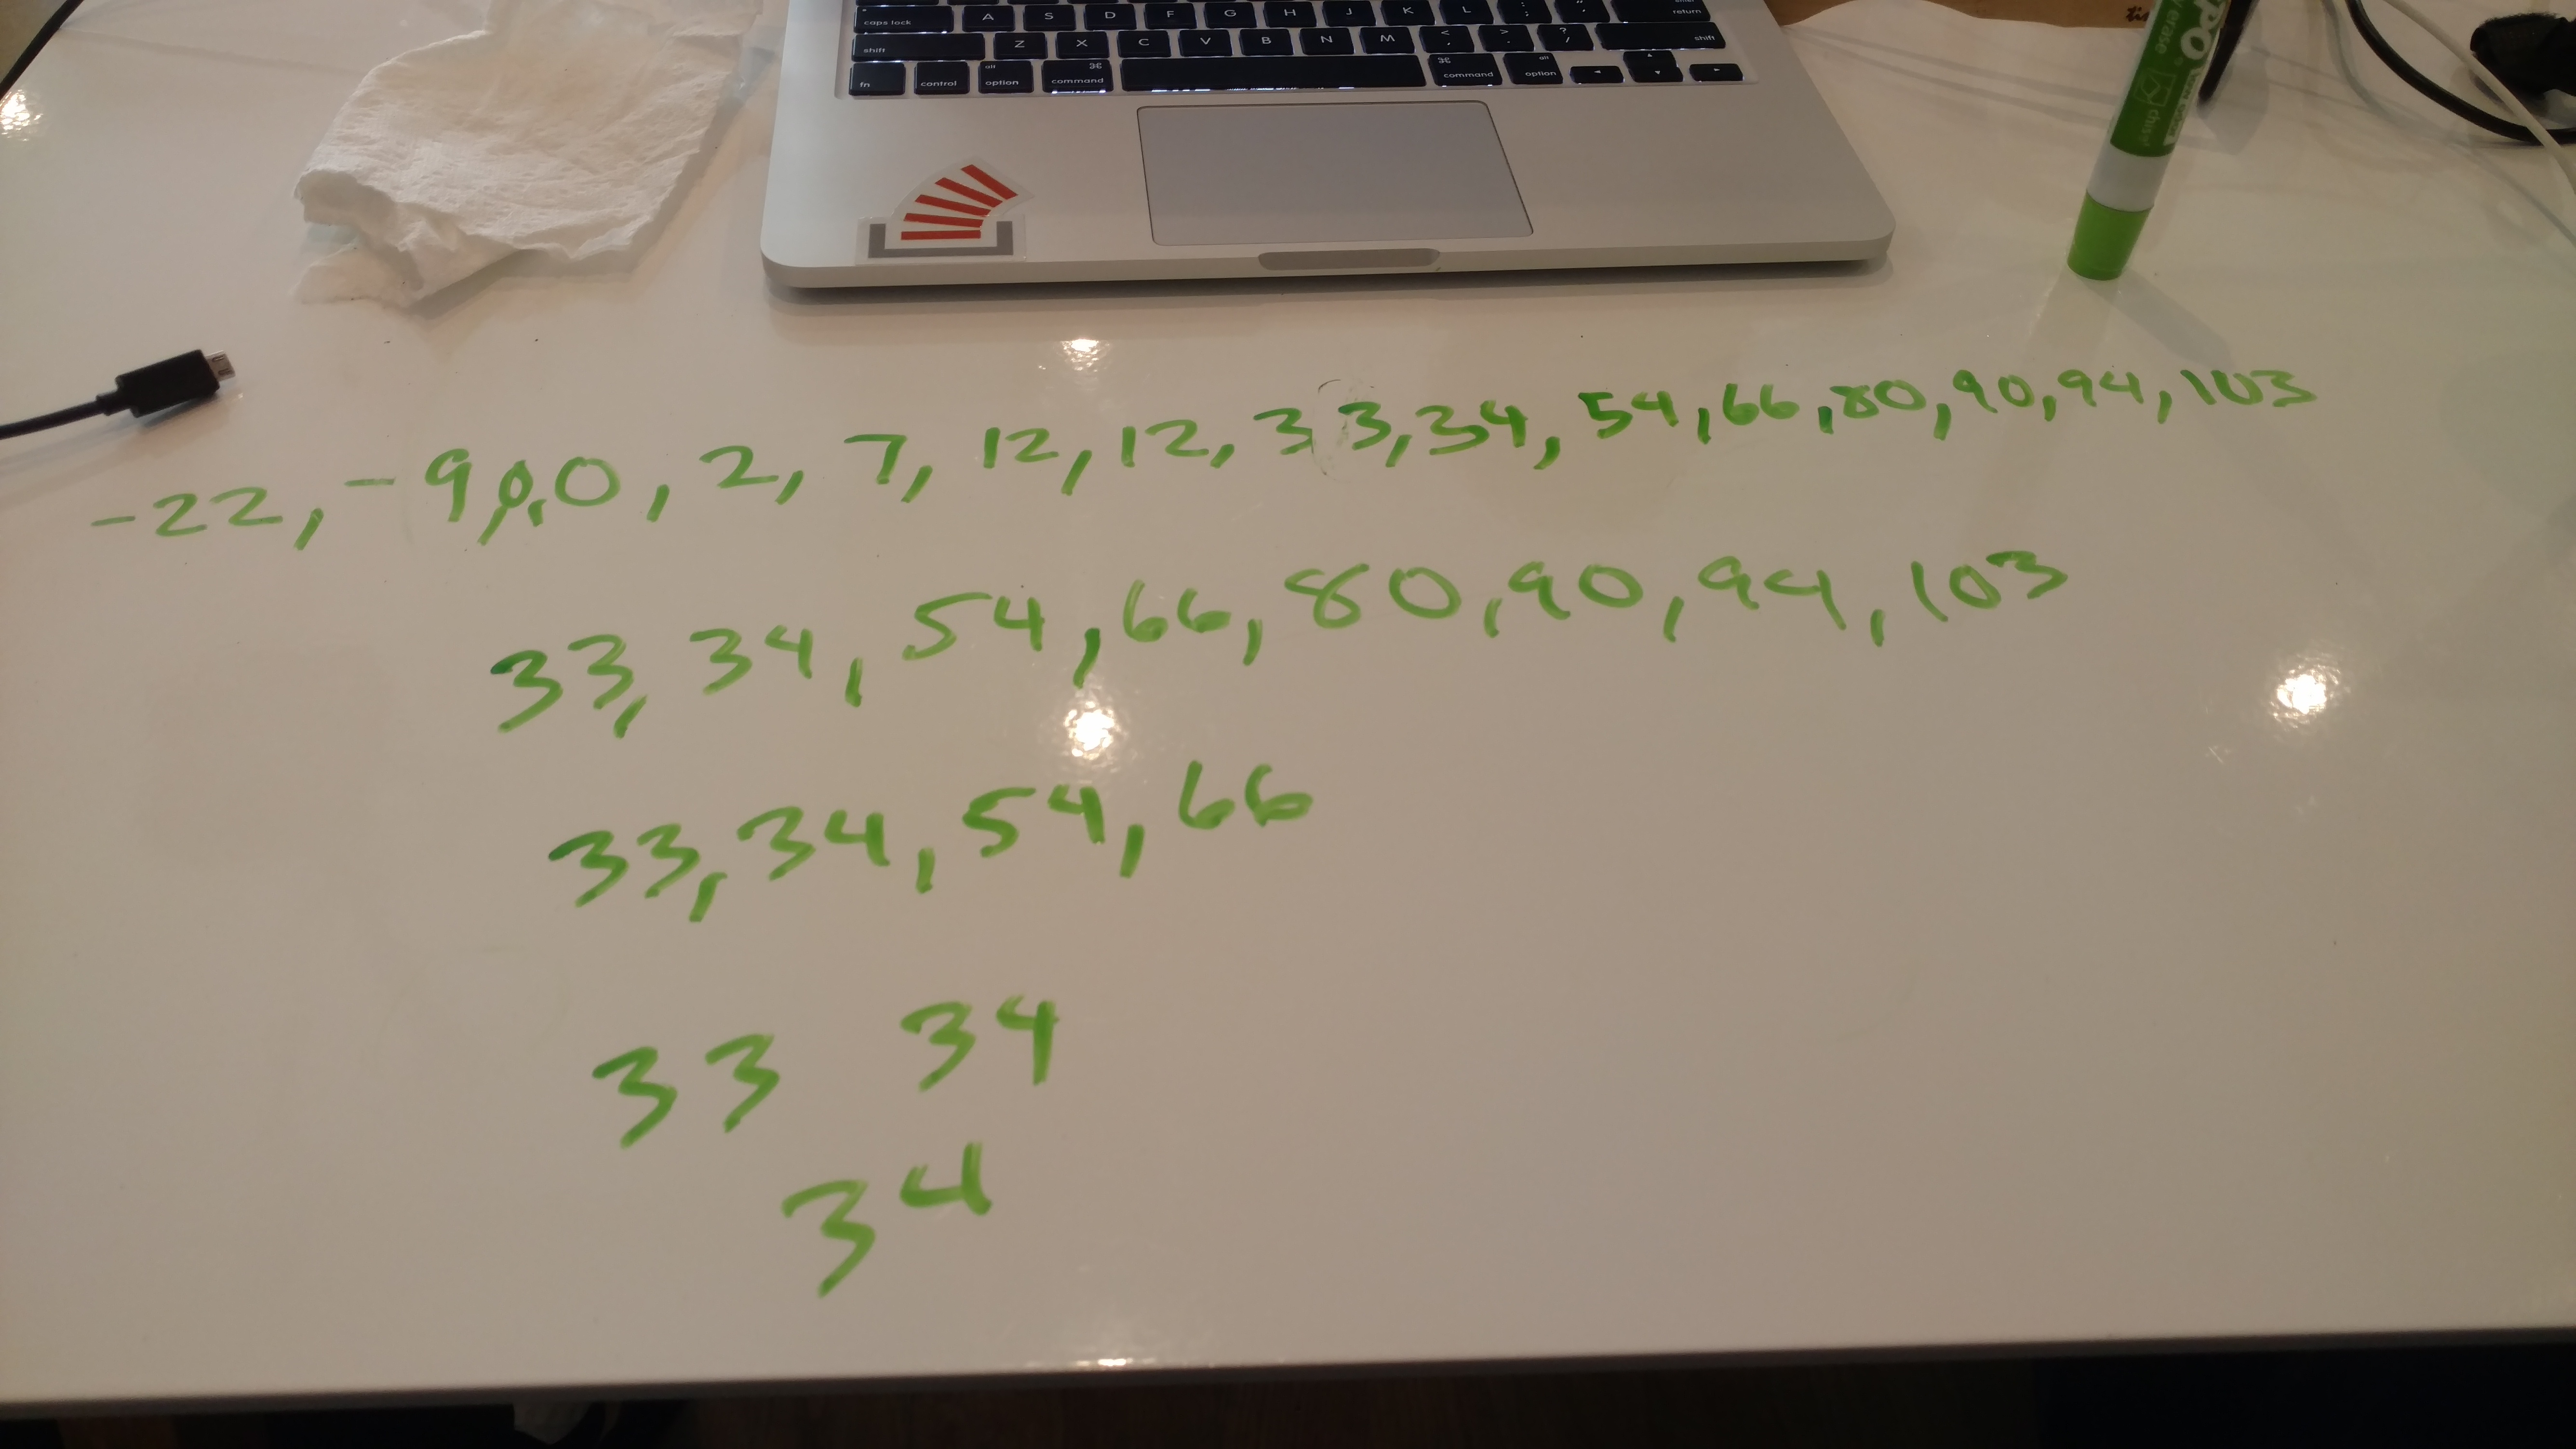 caps lock A S D F G H J K L : ; " ' enter return
shift Z X C V B N M < , > . ? / shift
fn control alt option ⌘ command ⌘ command alt option
-22, -9,0,0, 2, 7, 12, 12, 33, 34, 54, 66, 80, 90, 94, 103
33, 34, 54, 66, 80, 90, 94, 103
33, 34, 54, 66
33 34
34